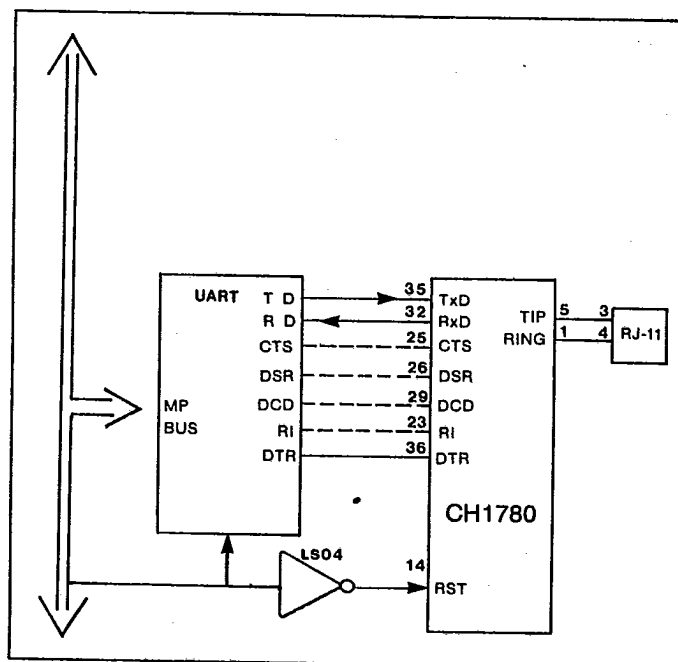 UART
MP
BUS
T D
R D
CTS
DSR
DCD
RI
DTR
35
32
25
26
29
23
36
14
TxD
RxD
CTS
DSR
DCD
RI
DTR
CH1780
RST
TIP
RING
5
1
3
4
RJ-11
LS04